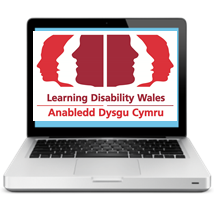 Learning Disability Wales
Anabledd Dysgu Cymru